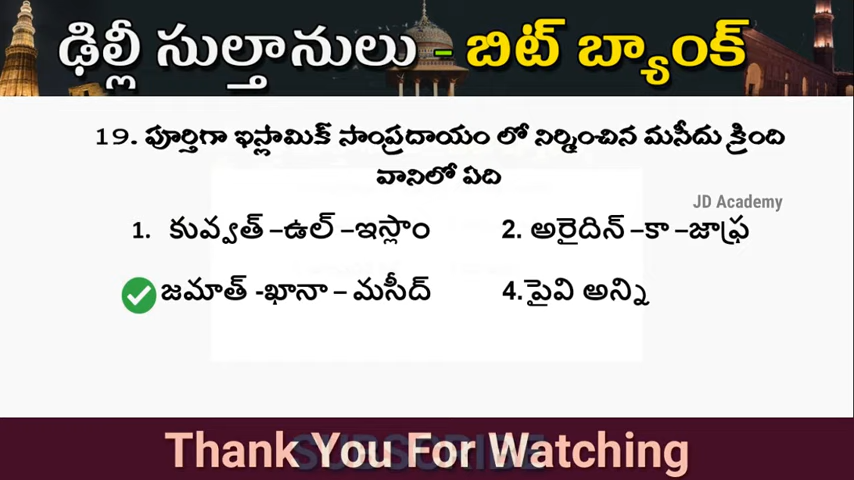 ఢిల్లీ సుల్తానులు - బిట్ బ్యాంక్
19. పూర్తిగా ఇస్లామిక్ సాంప్రదాయం లో నిర్మించిన మసీదు క్రింది
వానిలో ఏది
JD Academy
1. కువ్వత్ –ఉల్ –ఇస్లాం 2. అరైదిన్ –కా –జాఫ్రా
జమాత్ -ఖానా – మసీద్ 4.పైవి అన్ని
Thank You For Watching
SUBSCRIBE